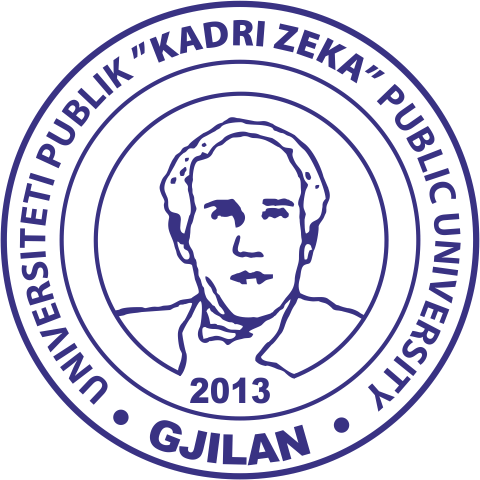 UNIVERSITETI PUBLIK "KADRI ZEKA" PUBLIC UNIVERSITY
2013
• GJILAN •